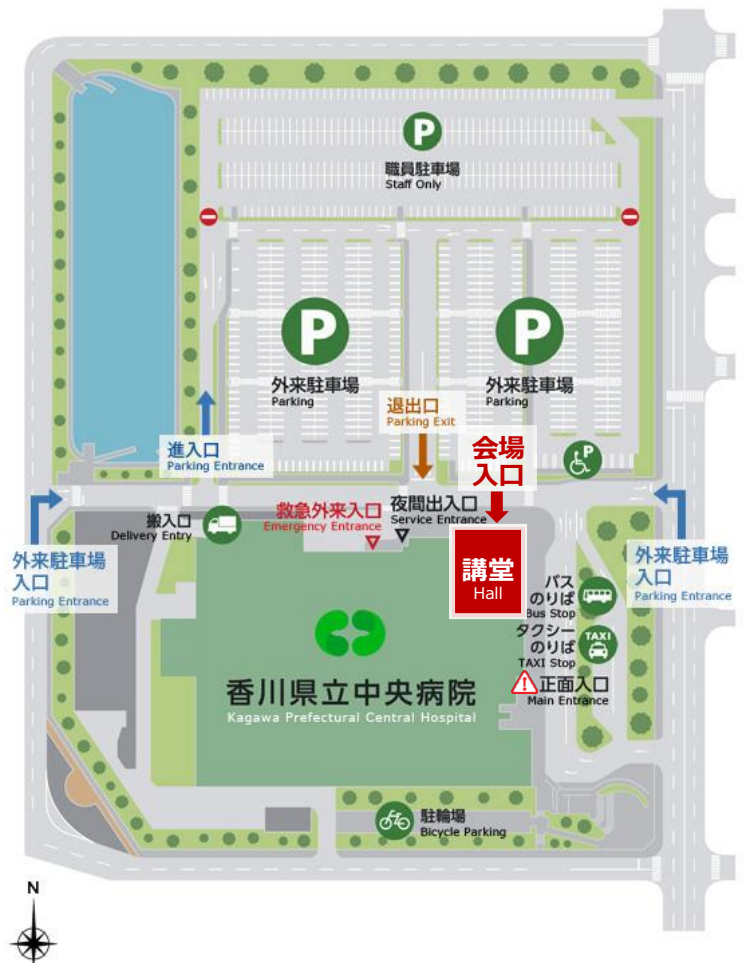 P
職員駐車場
Staff Only
P
外来駐車場
Parking
P
外来駐車場
Parking
退出口
Parking Exit
進入口
Parking Entrance
会場
入口
P
搬入口
Delivery Entry
救急外来入口
Emergency Entrance
夜間出入口
Service Entrance
外来駐車場
入口
Parking Entrance
外来駐車場
入口
Parking Entrance
講堂
Hall
バス
のりば
Bus Stop
タクシー
のりば
TAXI Stop
TAXI
正面入口
Main Entrance
香川県立中央病院
Kagawa Prefectural Central Hospital
駐輪場
Bicycle Parking
N